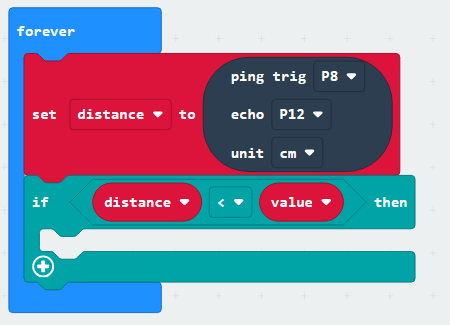 forever
ping trig P8
set distance to echo P12
unit cm
if distance < value then